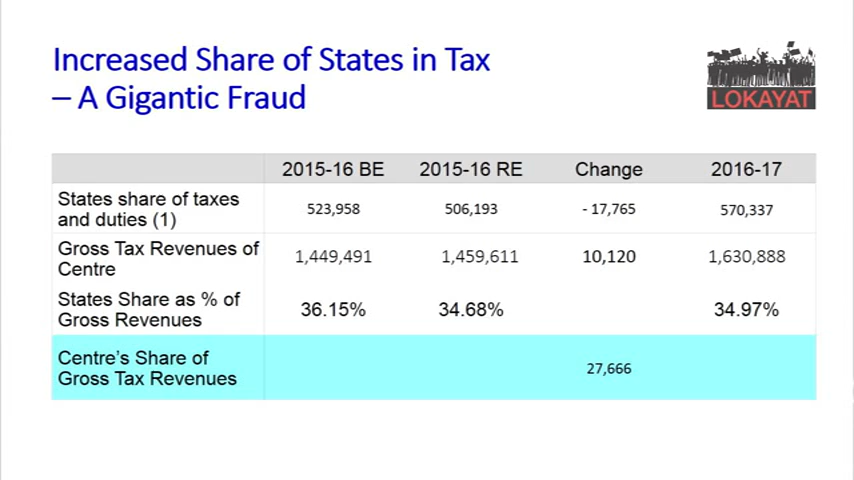 Increased Share of States in Tax
– A Gigantic Fraud
LOKAYAT
2015-16 BE 2015-16 RE Change 2016-17
States share of taxes
and duties (1)
523,958 506,193 - 17,765 570,337
Gross Tax Revenues of
Centre
1,449,491 1,459,611 10,120 1,630,888
States Share as % of
Gross Revenues
36.15% 34.68% 34.97%
Centre's Share of
Gross Tax Revenues
27,666